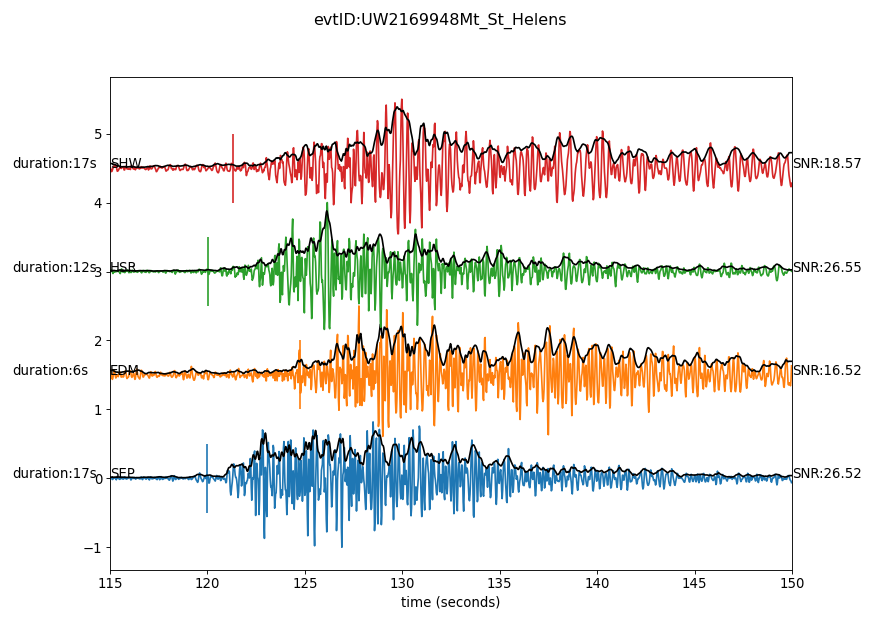 evtID:UW2169948Mt_St_Helens
5
duration:17s SHW SNR:18.57
4
duration:12s HSR SNR:26.55
3
2
duration:6s EDM SNR:16.52
1
duration:17s SEP SNR:26.52
0
−1
115 120 125 130 135 140 145 150
time (seconds)